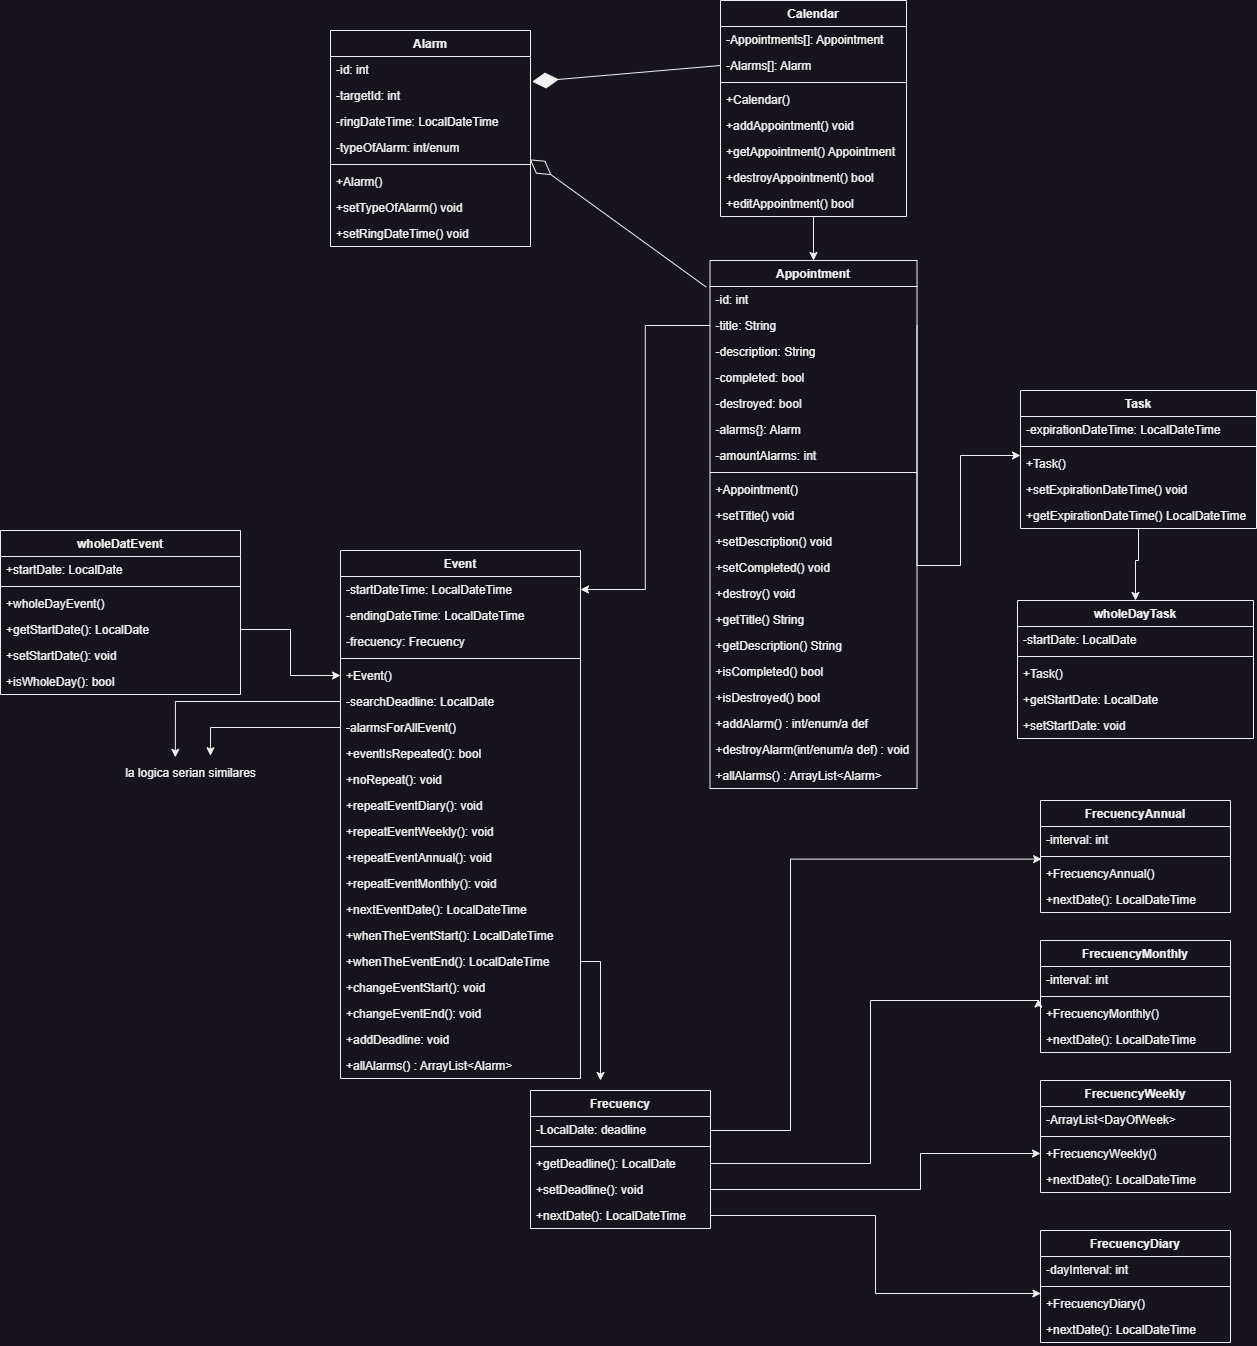 Calendar
-Appointments[]: Appointment
-Alarms[]: Alarm
+Calendar()
+addAppointment() void
+getAppointment() Appointment
+destroyAppointment() bool
+editAppointment() bool
Alarm
-id: int
-targetId: int
-ringDateTime: LocalDateTime
-typeOfAlarm: int/enum
+Alarm()
+setTypeOfAlarm() void
+setRingDateTime() void
Appointment
-id: int
-title: String
-description: String
-completed: bool
-destroyed: bool
-alarms{}: Alarm
-amountAlarms: int
+Appointment()
+setTitle() void
+setDescription() void
+setCompleted() void
+destroy() void
+getTitle() String
+getDescription() String
+isCompleted() bool
+isDestroyed() bool
+addAlarm() : int/enum/a def
+destroyAlarm(int/enum/a def) : void
+allAlarms() : ArrayList<Alarm>
Task
-expirationDateTime: LocalDateTime
+Task()
+setExpirationDateTime() void
+getExpirationDateTime() LocalDateTime
wholeDayTask
-startDate: LocalDate
+Task()
+getStartDate: LocalDate
+setStartDate: void
wholeDatEvent
+startDate: LocalDate
+wholeDayEvent()
+getStartDate(): LocalDate
+setStartDate(): void
+isWholeDay(): bool
la logica serian similares
Event
-startDateTime: LocalDateTime
-endingDateTime: LocalDateTime
-frecuency: Frecuency
+Event()
-searchDeadline: LocalDate
-alarmsForAllEvent()
+eventIsRepeated(): bool
+noRepeat(): void
+repeatEventDiary(): void
+repeatEventWeekly(): void
+repeatEventAnnual(): void
+repeatEventMonthly(): void
+nextEventDate(): LocalDateTime
+whenTheEventStart(): LocalDateTime
+whenTheEventEnd(): LocalDateTime
+changeEventStart(): void
+changeEventEnd(): void
+addDeadline: void
+allAlarms() : ArrayList<Alarm>
Frecuency
-LocalDate: deadline
+getDeadline(): LocalDate
+setDeadline(): void
+nextDate(): LocalDateTime
FrecuencyAnnual
-interval: int
+FrecuencyAnnual()
+nextDate(): LocalDateTime
FrecuencyMonthly
-interval: int
+FrecuencyMonthly()
+nextDate(): LocalDateTime
FrecuencyWeekly
-ArrayList<DayOfWeek>
+FrecuencyWeekly()
+nextDate(): LocalDateTime
FrecuencyDiary
-dayInterval: int
+FrecuencyDiary()
+nextDate(): LocalDateTime